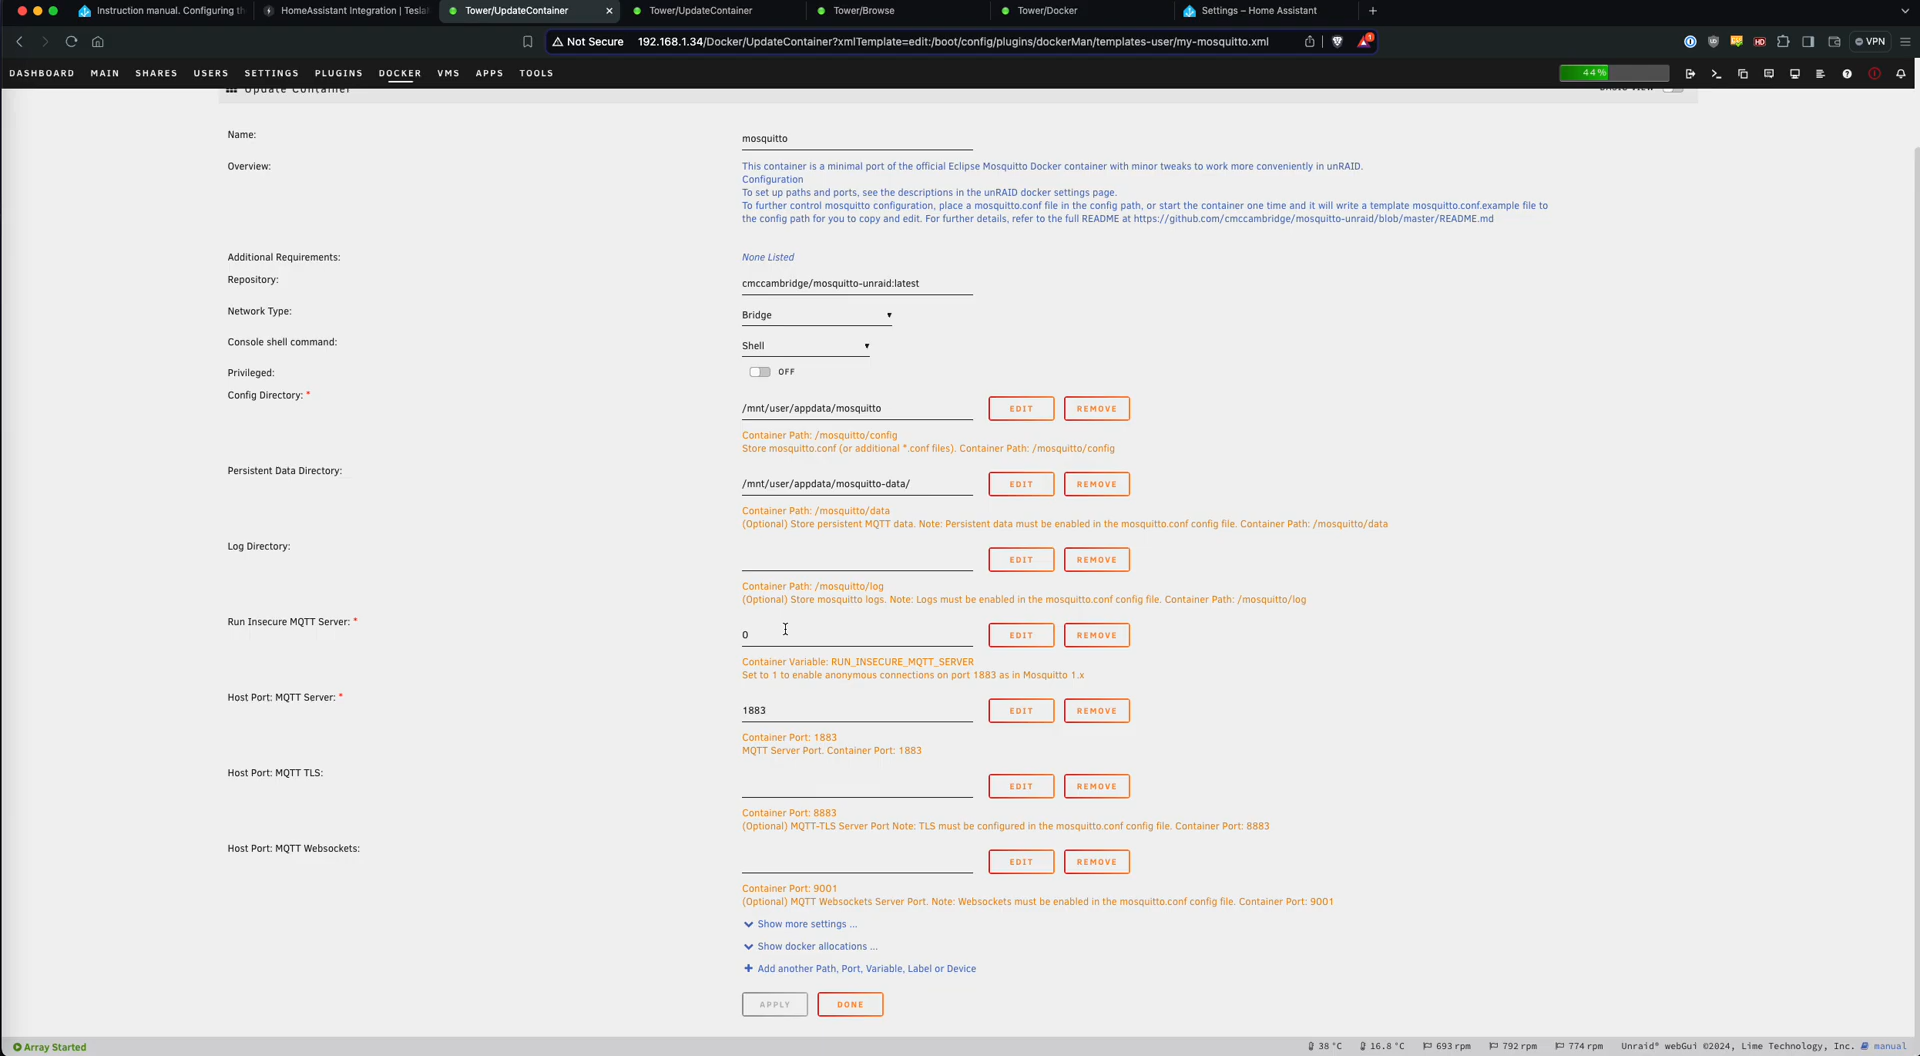 Instruction manual. Configuring th
HomeAssistant Integration | Tesla
Tower/UpdateContainer
Tower/UpdateContainer
Tower/Browse
Tower/Docker
Settings – Home Assistant
Not Secure
192.168.1.34/Docker/UpdateContainer?xmlTemplate=edit:/boot/config/plugins/dockerMan/templates-user/my-mosquitto.xml
1
HD
VPN
DASHBOARD
MAIN
SHARES
USERS
SETTINGS
PLUGINS
DOCKER
VMS
APPS
TOOLS
44%
Update Container
BASIC VIEW
Name:
mosquitto
Overview:
This container is a minimal port of the official Eclipse Mosquitto Docker container with minor tweaks to work more conveniently in unRAID.
Configuration
To set up paths and ports, see the descriptions in the unRAID docker settings page.
To further control mosquitto configuration, place a mosquitto.conf file in the config path, or start the container one time and it will write a template mosquitto.conf.example file to
the config path for you to copy and edit. For further details, refer to the full README at https://github.com/cmccambridge/mosquitto-unraid/blob/master/README.md
Additional Requirements:
None Listed
Repository:
cmccambridge/mosquitto-unraid:latest
Network Type:
Bridge
Console shell command:
Shell
Privileged:
OFF
Config Directory: *
/mnt/user/appdata/mosquitto
EDIT
REMOVE
Container Path: /mosquitto/config
Store mosquitto.conf (or additional *.conf files). Container Path: /mosquitto/config
Persistent Data Directory:
/mnt/user/appdata/mosquitto-data/
EDIT
REMOVE
Container Path: /mosquitto/data
(Optional) Store persistent MQTT data. Note: Persistent data must be enabled in the mosquitto.conf config file. Container Path: /mosquitto/data
Log Directory:
EDIT
REMOVE
Container Path: /mosquitto/log
(Optional) Store mosquitto logs. Note: Logs must be enabled in the mosquitto.conf config file. Container Path: /mosquitto/log
Run Insecure MQTT Server: *
0
EDIT
REMOVE
Container Variable: RUN_INSECURE_MQTT_SERVER
Set to 1 to enable anonymous connections on port 1883 as in Mosquitto 1.x
Host Port: MQTT Server: *
1883
EDIT
REMOVE
Container Port: 1883
MQTT Server Port. Container Port: 1883
Host Port: MQTT TLS:
EDIT
REMOVE
Container Port: 8883
(Optional) MQTT-TLS Server Port Note: TLS must be configured in the mosquitto.conf config file. Container Port: 8883
Host Port: MQTT Websockets:
EDIT
REMOVE
Container Port: 9001
(Optional) MQTT Websockets Server Port. Note: Websockets must be enabled in the mosquitto.conf config file. Container Port: 9001
Show more settings ...
Show docker allocations ...
Add another Path, Port, Variable, Label or Device
APPLY
DONE
Array Started
38 °C
16.8 °C
693 rpm
792 rpm
774 rpm
Unraid® webGui ©2024, Lime Technology, Inc.
manual